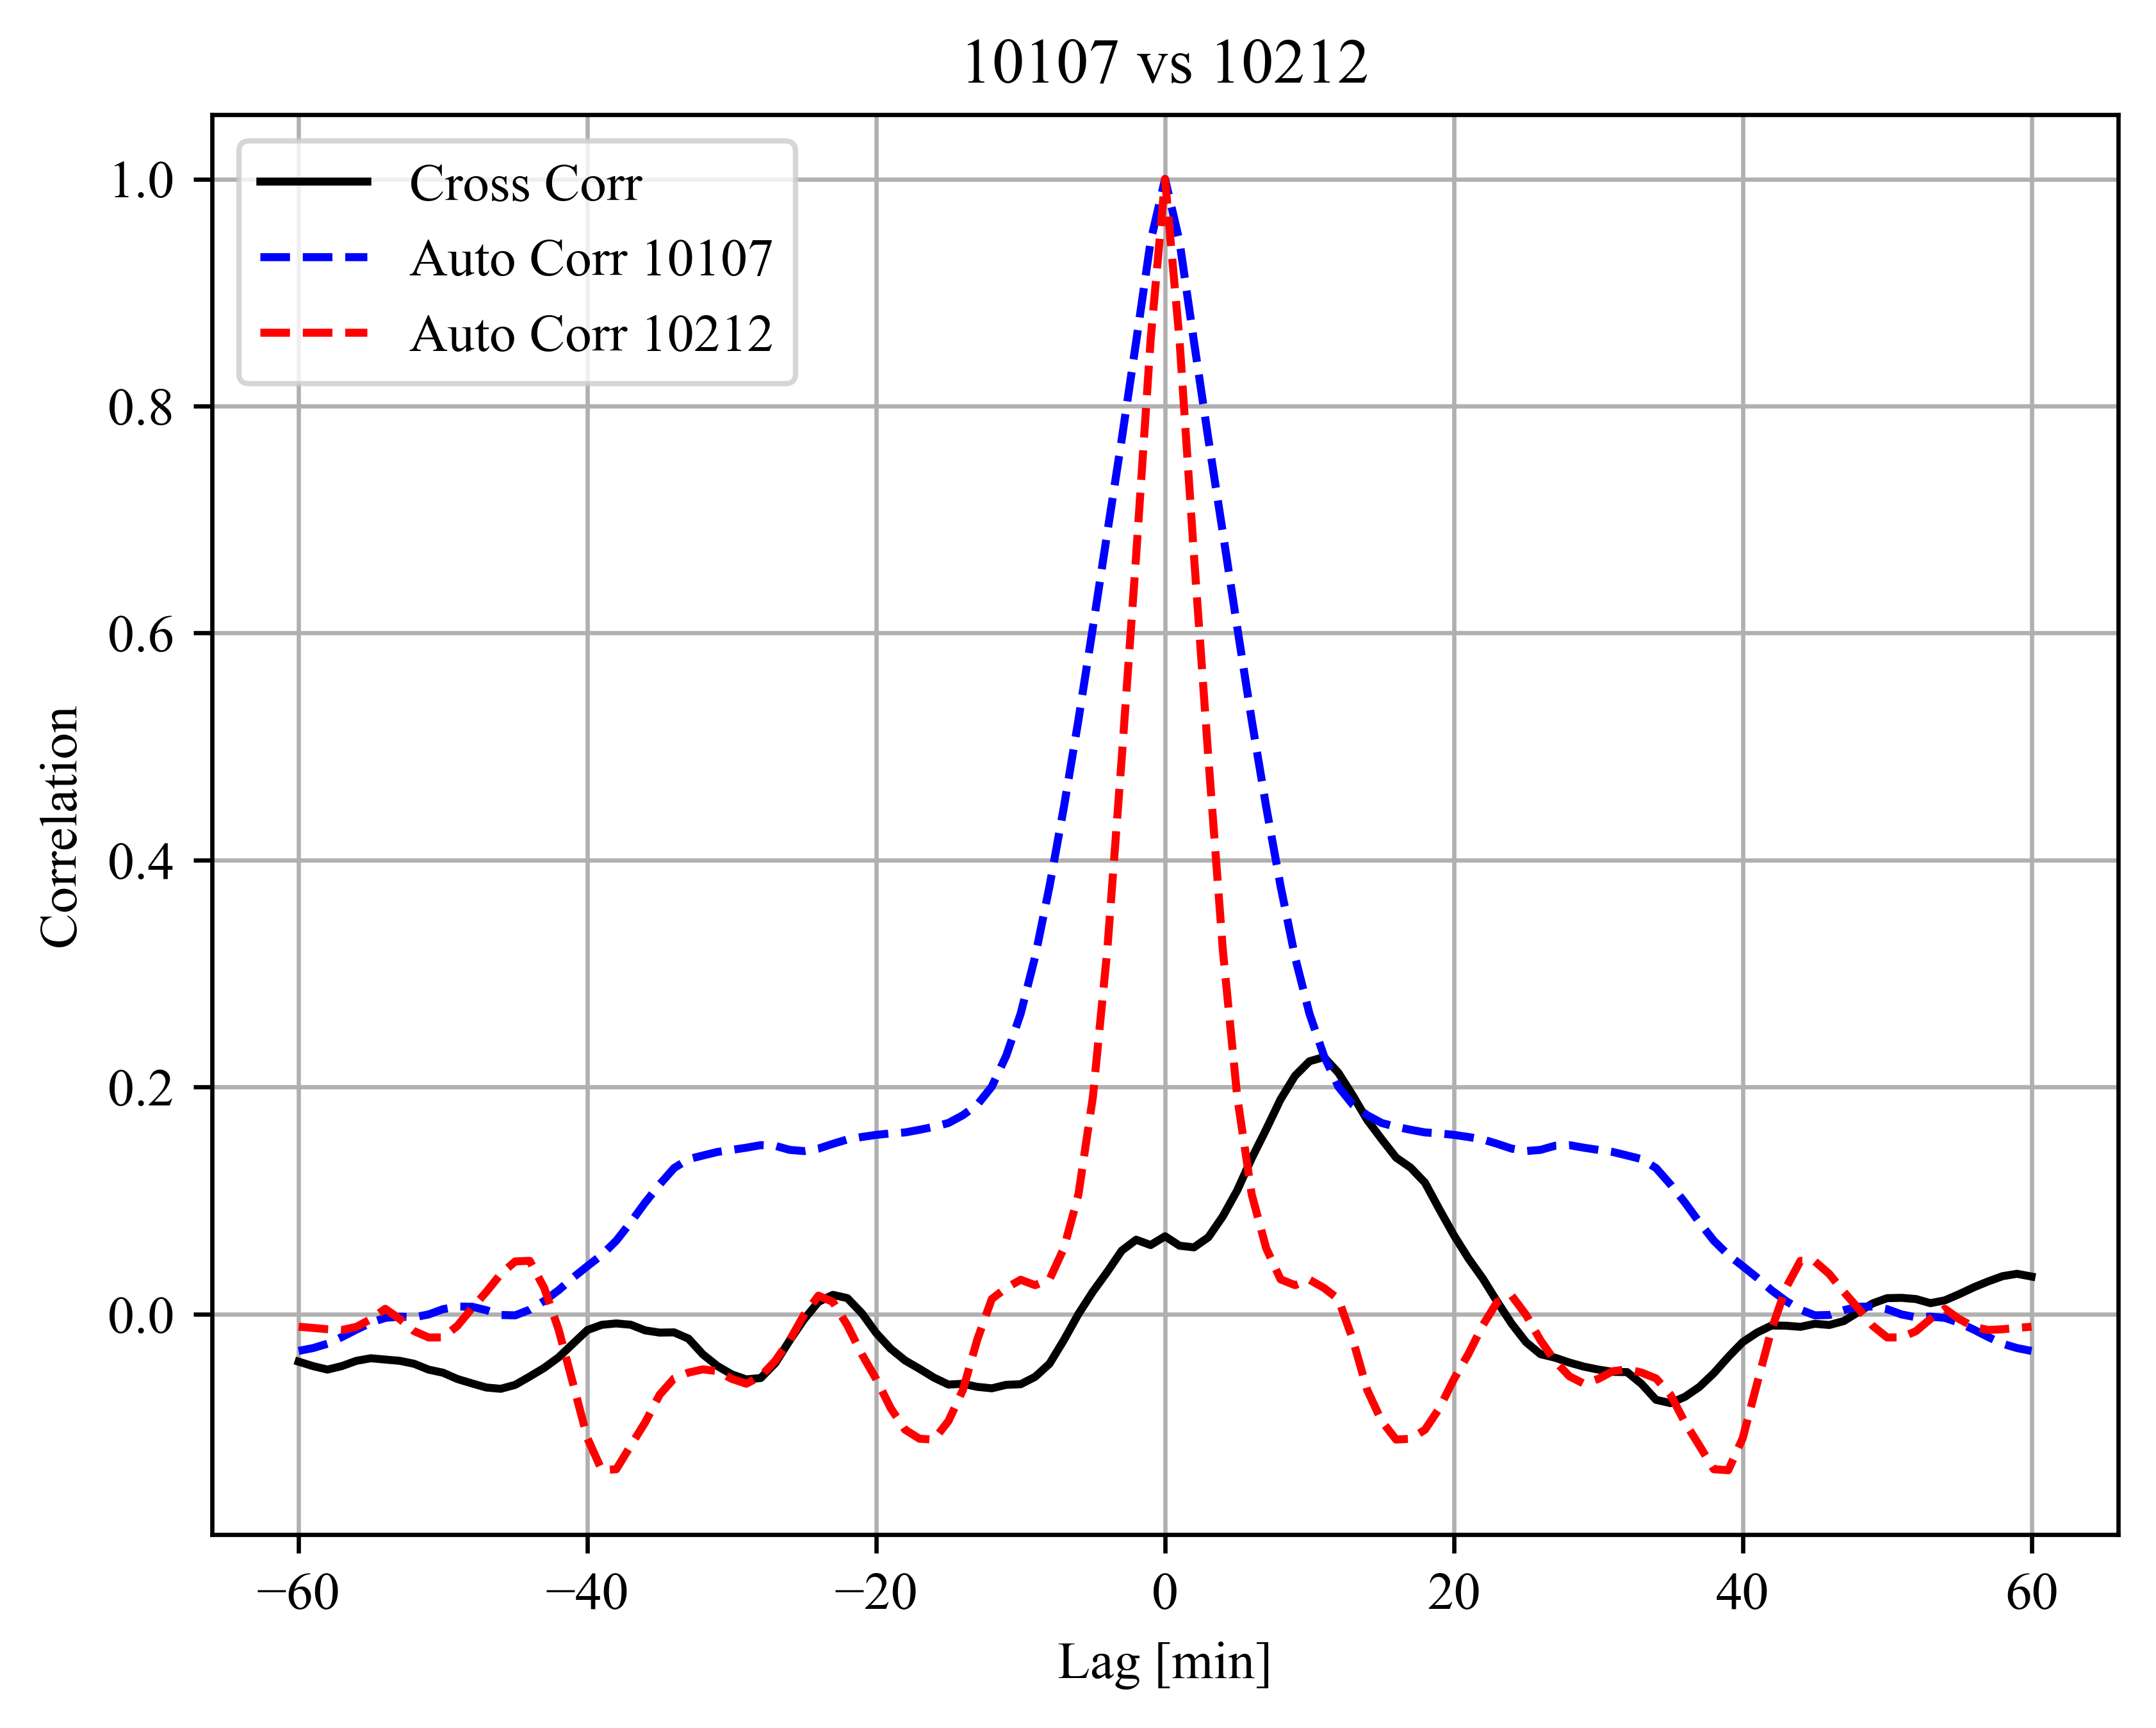 10107 vs 10212
Cross Corr
Auto Corr 10107
Auto Corr 10212
1.0
0.8
0.6
0.4
0.2
0.0
Correlation
−60 −40 −20 0 20 40 60
Lag [min]